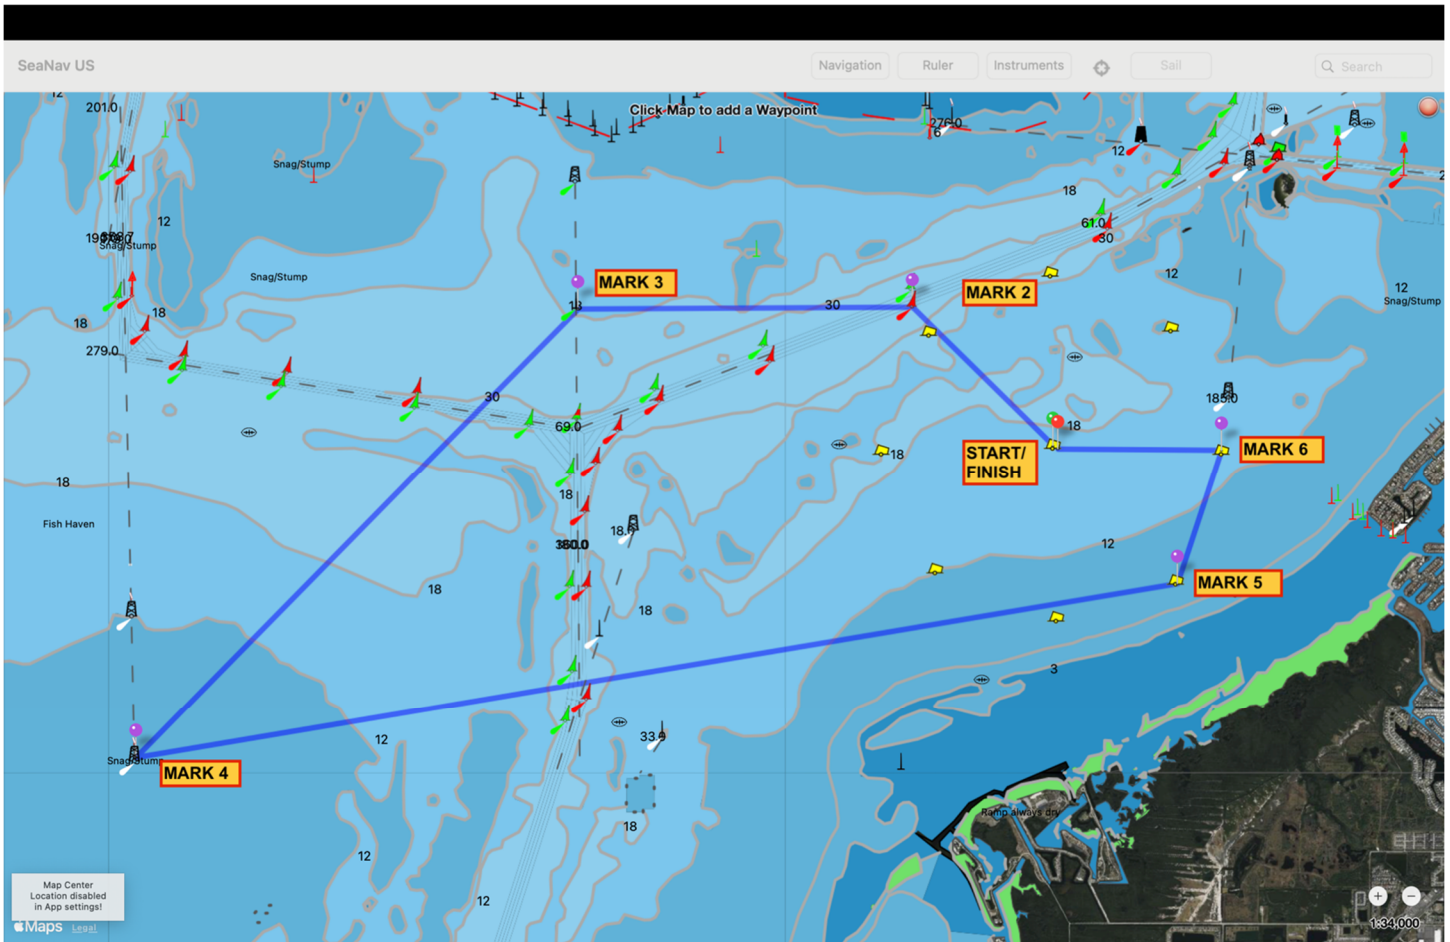 SeaNav US
Navigation
Ruler
Instruments
Sail
Search
Click Map to add a Waypoint
12
201.0
276.0
6
12
Snag/Stump
18
12
61.0
30
Snag/Stump
Snag/Stump
12
12
Snag/Stump
MARK 3
MARK 2
18
30
18
18
279.0
30
185.0
69.0
18
18
START/
FINISH
MARK 6
18
18
Fish Haven
18.0
360.0
12
18
18
MARK 5
3
12
33.0
Snag/Stump
MARK 4
Ramp always dry
18
12
12
Map Center
Location disabled
in App settings!
Maps
Legal
1:34,000